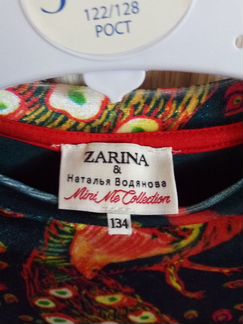 122/128
РОСТ
ZARINA
&
Наталья Водянова
Mini Me Collection
134